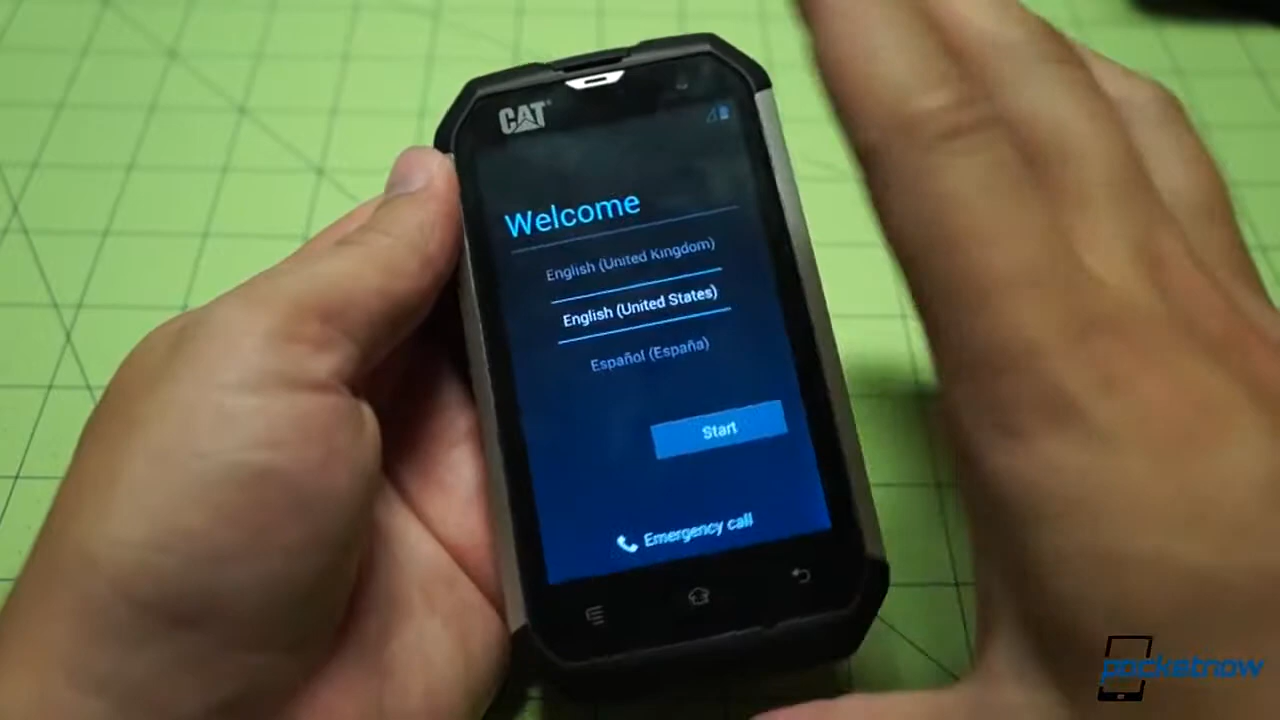 CAT
Welcome
English (United Kingdom)
English (United States)
Español (España)
Start
Emergency call
pocketnow